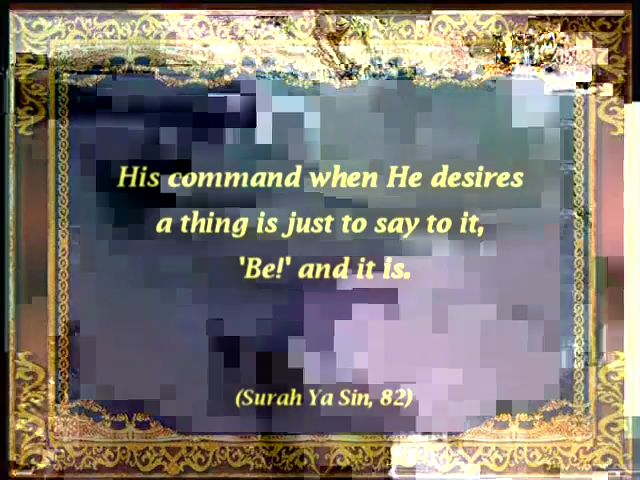 His command when He desires
a thing is just to say to it,
'Be!' and it is.
(Surah Ya Sin, 82)